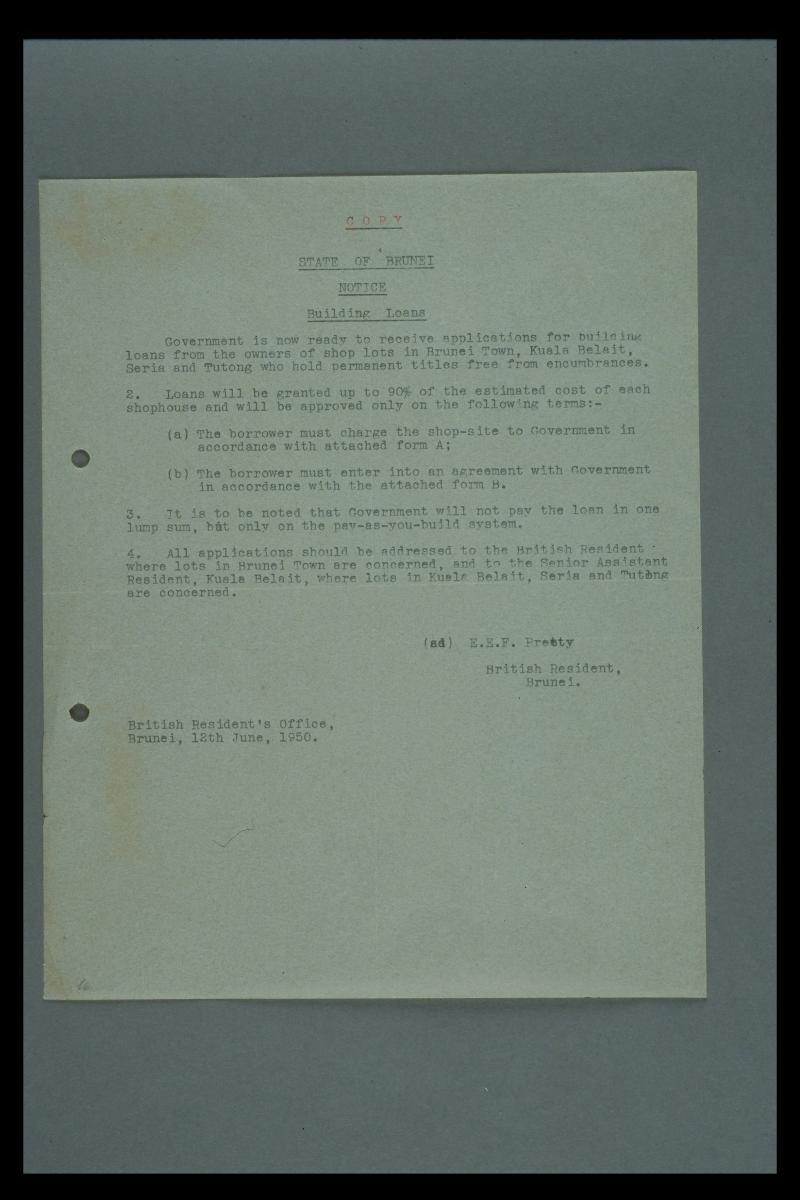 COPY
STATE OF BRUNEI
NOTICE
Building Loans
Government is now ready to receive applications for building
loans from the owners of shop lots in Brunei Town, Kuala Belait,
Seria and Tutong who hold permanent titles free from encumbrances.
2. Loans will be granted up to 90% of the estimated cost of each
shophouse and will be approved only on the following terms:-
(a) The borrower must charge the shop-site to Government in
accordance with attached form A;
(b) The borrower must enter into an agreement with Government
in accordance with the attached form B.
3. It is to be noted that Government will not pay the loan in one
lump sum, but only on the pay-as-you-build system.
4. All applications should be addressed to the British Resident
where lots in Brunei Town are concerned, and to the Senior Assistant
Resident, Kuala Belait, where lots in Kuala Belait, Seria and Tutong
are concerned.
(sd) E.E.F. Pretty
British Resident,
Brunei.
British Resident's Office,
Brunei, 12th June, 1950.